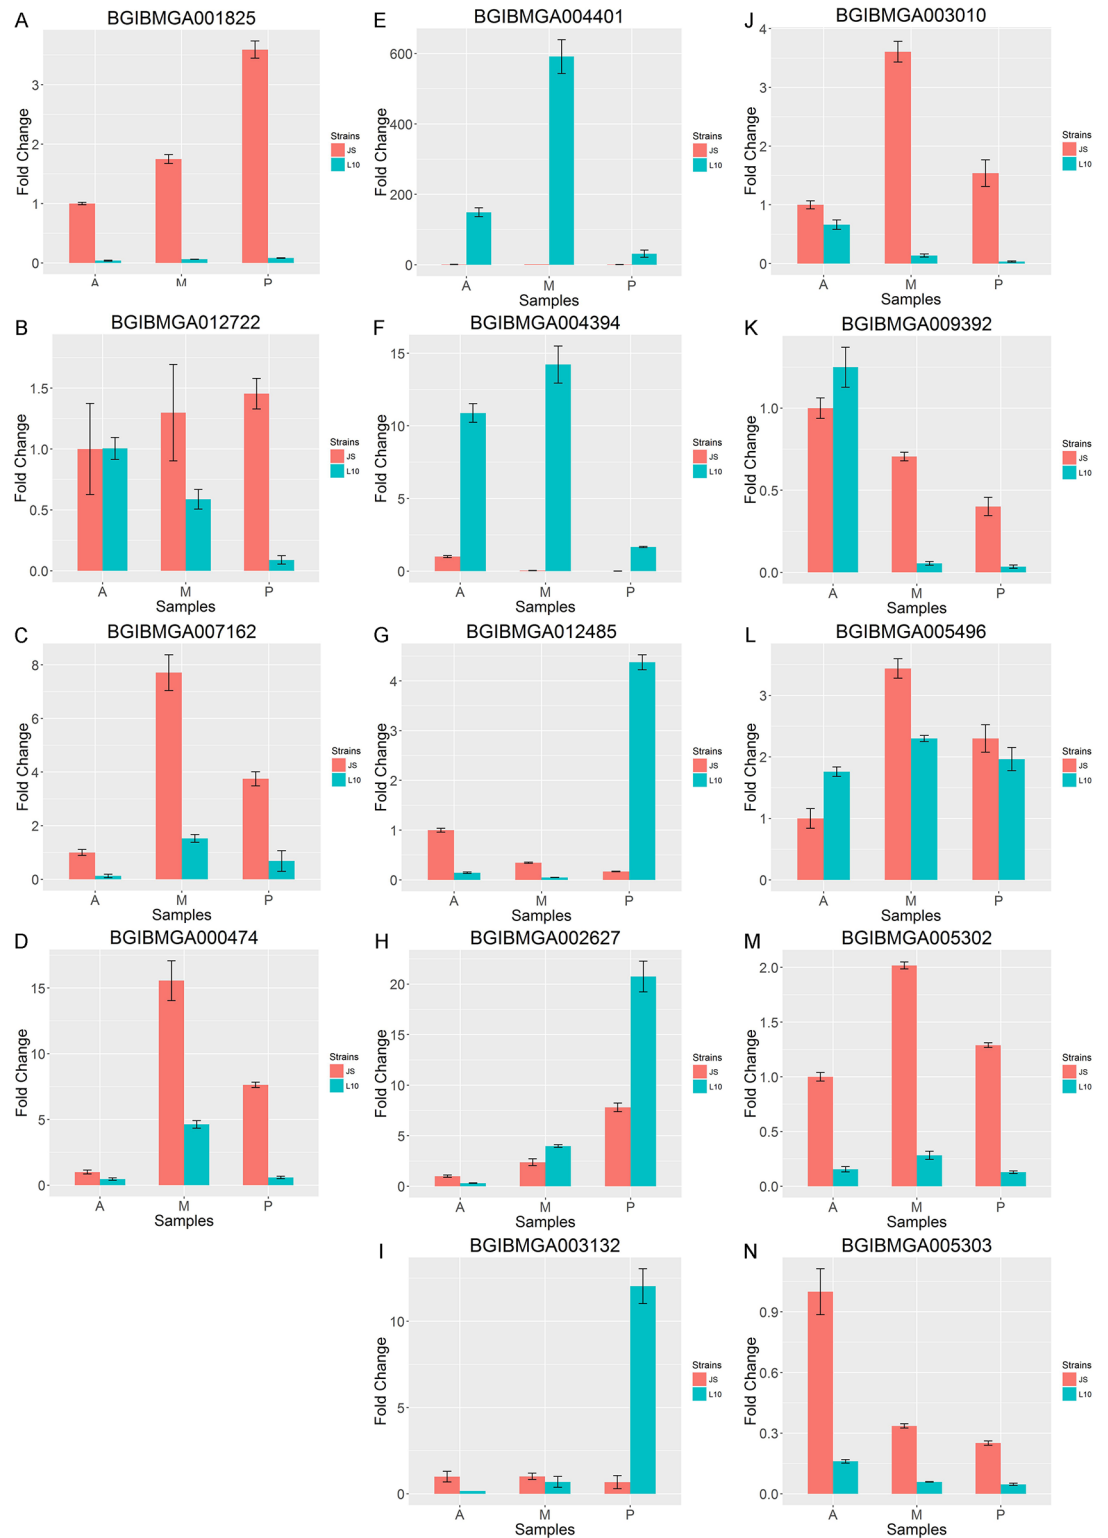 A
BGIBMGA001825
Fold Change
3
2
1
0
A
M
P
Strains
JS
L10
B
BGIBMGA012722
Fold Change
1.5
1.0
0.5
0.0
A
M
P
Samples
Strains
JS
L10
C
BGIBMGA007162
Fold Change
8
6
4
2
0
A
M
P
Samples
Strains
JS
L10
D
BGIBMGA000474
Fold Change
15
10
5
0
A
M
P
Samples
Strains
JS
L10
E
BGIBMGA004401
Fold Change
600
400
200
0
A
M
P
Samples
Strains
JS
L10
F
BGIBMGA004394
Fold Change
15
10
5
0
A
M
P
Samples
Strains
JS
L10
G
BGIBMGA012485
Fold Change
4
3
2
1
0
A
M
P
Samples
Strains
JS
L10
H
BGIBMGA002627
Fold Change
20
15
10
5
0
A
M
P
Samples
Strains
JS
L10
I
BGIBMGA003132
Fold Change
10
5
0
A
M
P
Samples
Strains
JS
L10
J
BGIBMGA003010
Fold Change
4
3
2
1
0
A
M
P
Samples
Strains
JS
L10
K
BGIBMGA009392
Fold Change
1.0
0.5
0.0
A
M
P
Samples
Strains
JS
L10
L
BGIBMGA005496
Fold Change
3
2
1
0
A
M
P
Samples
Strains
JS
L10
M
BGIBMGA005302
Fold Change
2.0
1.5
1.0
0.5
0.0
A
M
P
Samples
Strains
JS
L10
N
BGIBMGA005303
Fold Change
0.9
0.6
0.3
0.0
A
M
P
Samples
Strains
JS
L10